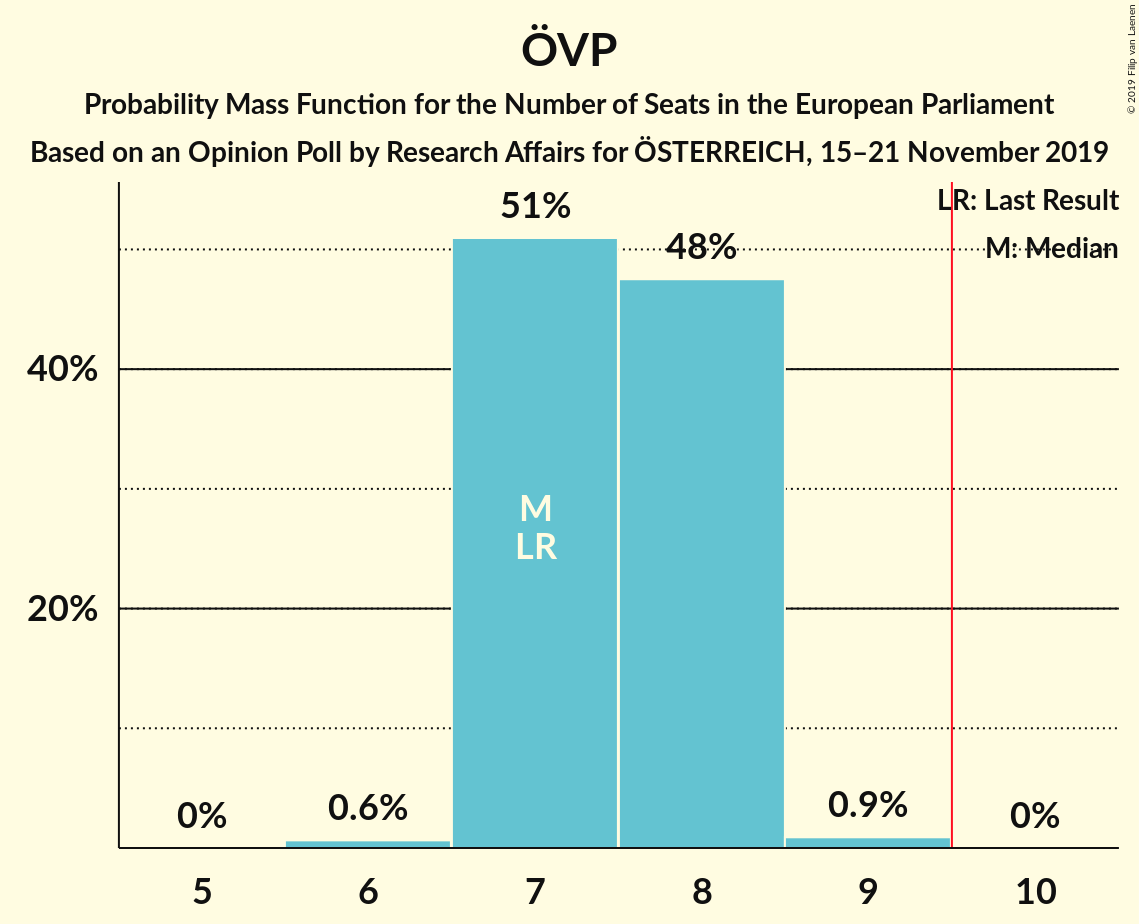 ÖVP
Probability Mass Function for the Number of Seats in the European Parliament
Based on an Opinion Poll by Research Affairs for ÖSTERREICH, 15–21 November 2019
© 2019 Filip van Laenen
LR: Last Result
M: Median
51%
48%
40%
M
LR
20%
0%
0.6%
0.9%
0%
5 6 7 8 9 10